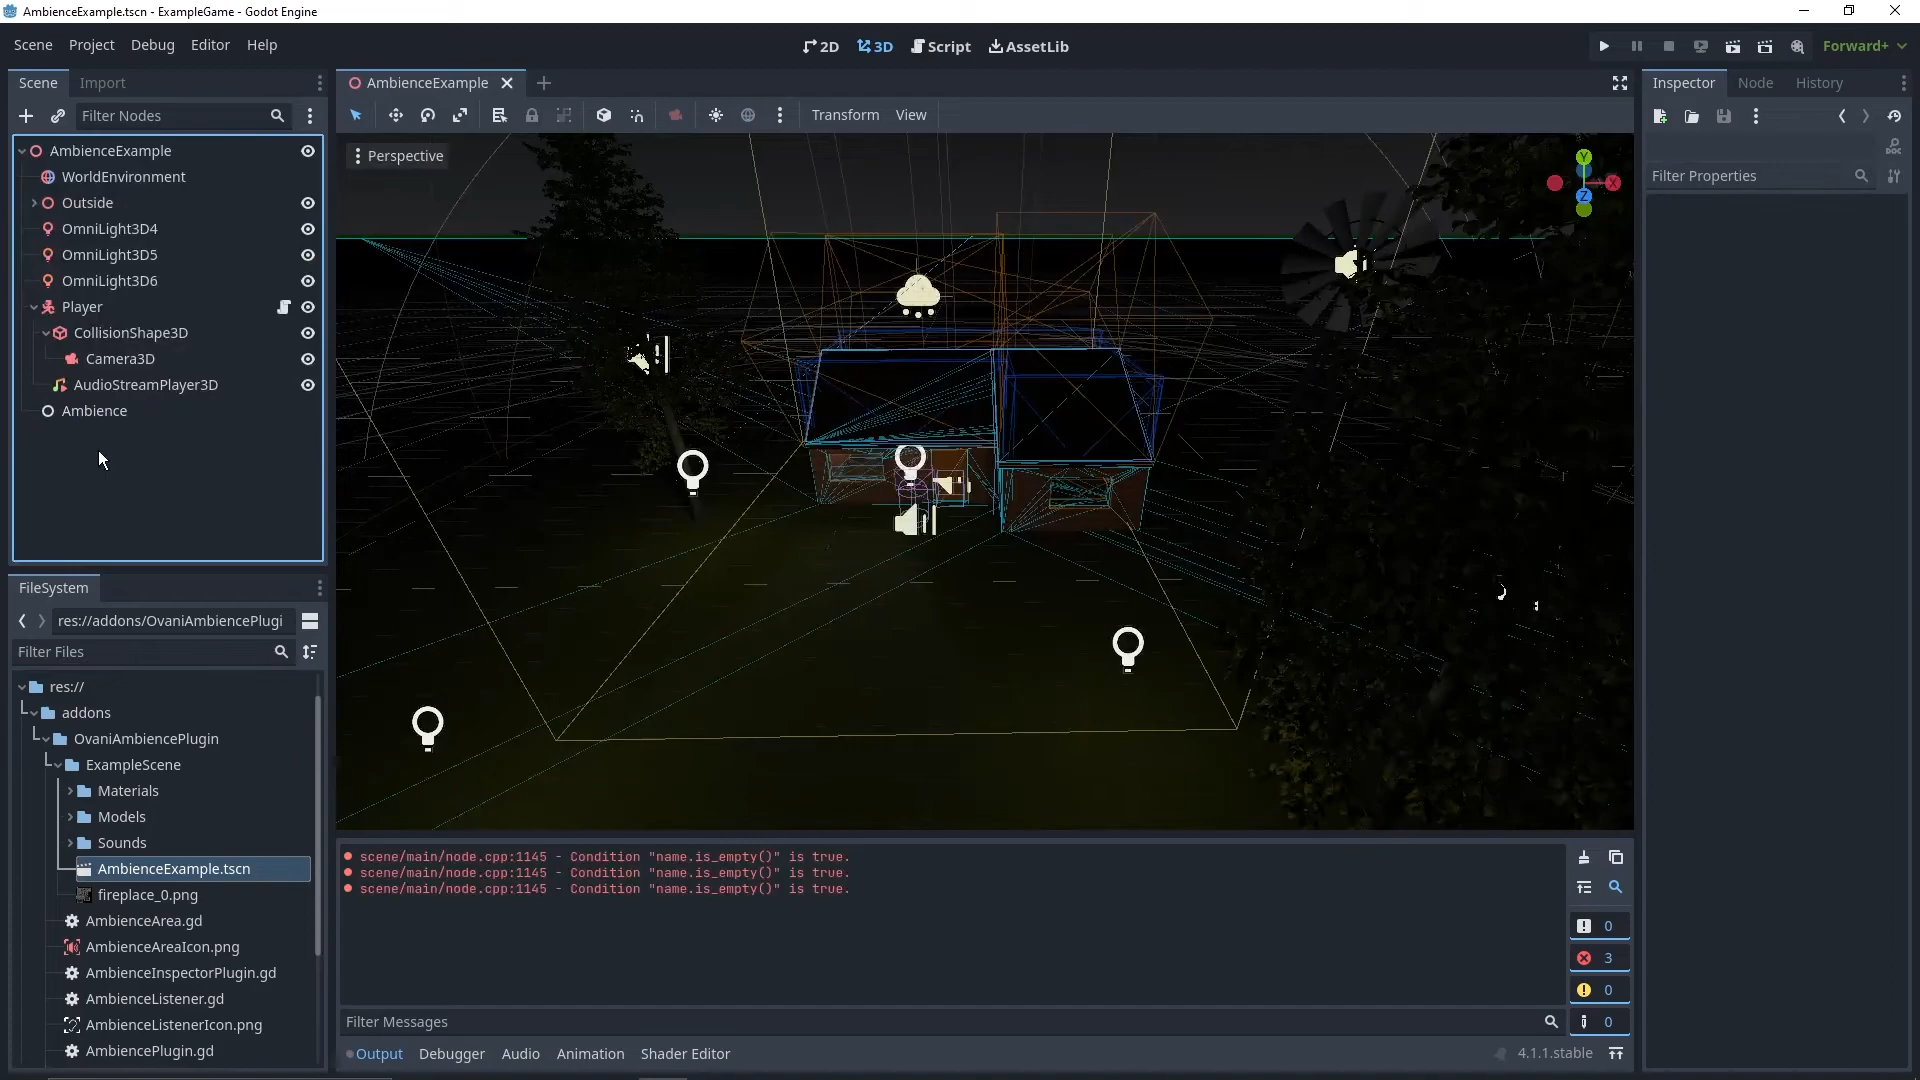 AmbienceExample.tscn - ExampleGame - Godot Engine
Scene Project Debug Editor Help
2D 3D Script AssetLib
Forward+
Scene Import
Filter Nodes
AmbienceExample
WorldEnvironment
Outside
OmniLight3D4
OmniLight3D5
OmniLight3D6
Player
CollisionShape3D
Camera3D
AudioStreamPlayer3D
Ambience
FileSystem
res://addons/OvaniAmbiencePlugi
Filter Files
res://
addons
OvaniAmbiencePlugin
ExampleScene
Materials
Models
Sounds
AmbienceExample.tscn
fireplace_0.png
AmbienceArea.gd
AmbienceAreaIcon.png
AmbienceInspectorPlugin.gd
AmbienceListener.gd
AmbienceListenerIcon.png
AmbiencePlugin.gd
AmbienceExample
Transform View
Perspective
Y
X
Z
scene/main/node.cpp:1145 - Condition "name.is_empty()" is true.
scene/main/node.cpp:1145 - Condition "name.is_empty()" is true.
scene/main/node.cpp:1145 - Condition "name.is_empty()" is true.
0
3
0
0
Filter Messages
Output Debugger Audio Animation Shader Editor
4.1.1.stable
Inspector Node History
Filter Properties